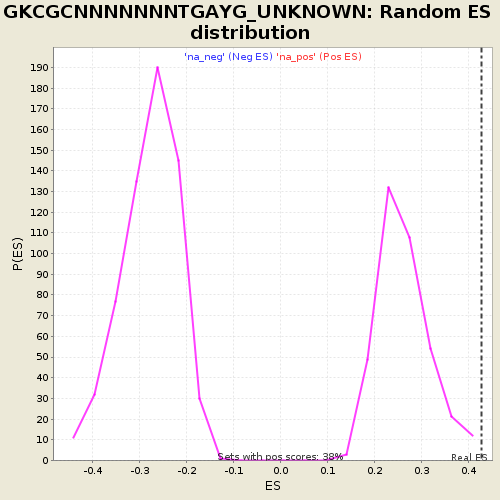 GKCGCNNNNNNNTGAYG_UNKNOWN: Random ES
distribution
'na_neg' (Neg ES) 'na_pos' (Pos ES)
190
180
170
160
150
140
130
120
110
100
90
80
70
60
50
40
30
20
10
0
P(ES)
Sets with pos scores: 38%
Real ES
-0.4 -0.3 -0.2 -0.1 0.0 0.1 0.2 0.3 0.4
ES